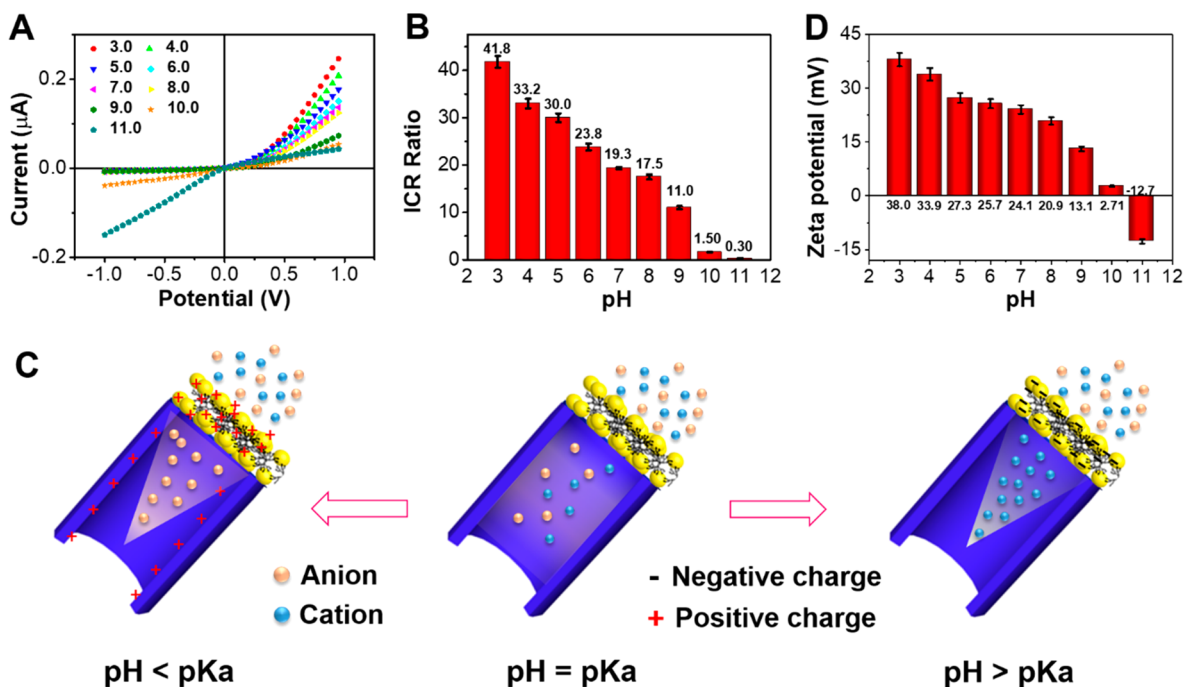 A
3.0 4.0
5.0 6.0
7.0 8.0
9.0 10.0
11.0
Current (μA)
0.2
0.0
-0.2
-1.0 -0.5 0.0 0.5 1.0
Potential (V)
B
ICR Ratio
50
40
30
20
10
0
41.8
33.2
30.0
23.8
19.3
17.5
11.0
1.50
0.30
2 3 4 5 6 7 8 9 10 11 12
pH
D
Zeta potential (mV)
45
30
15
0
-15
38.0 33.9 27.3 25.7 24.1 20.9 13.1 2.71 -12.7
2 3 4 5 6 7 8 9 10 11 12
pH
C
Anion
Cation
- Negative charge
+ Positive charge
pH < pKa
pH = pKa
pH > pKa